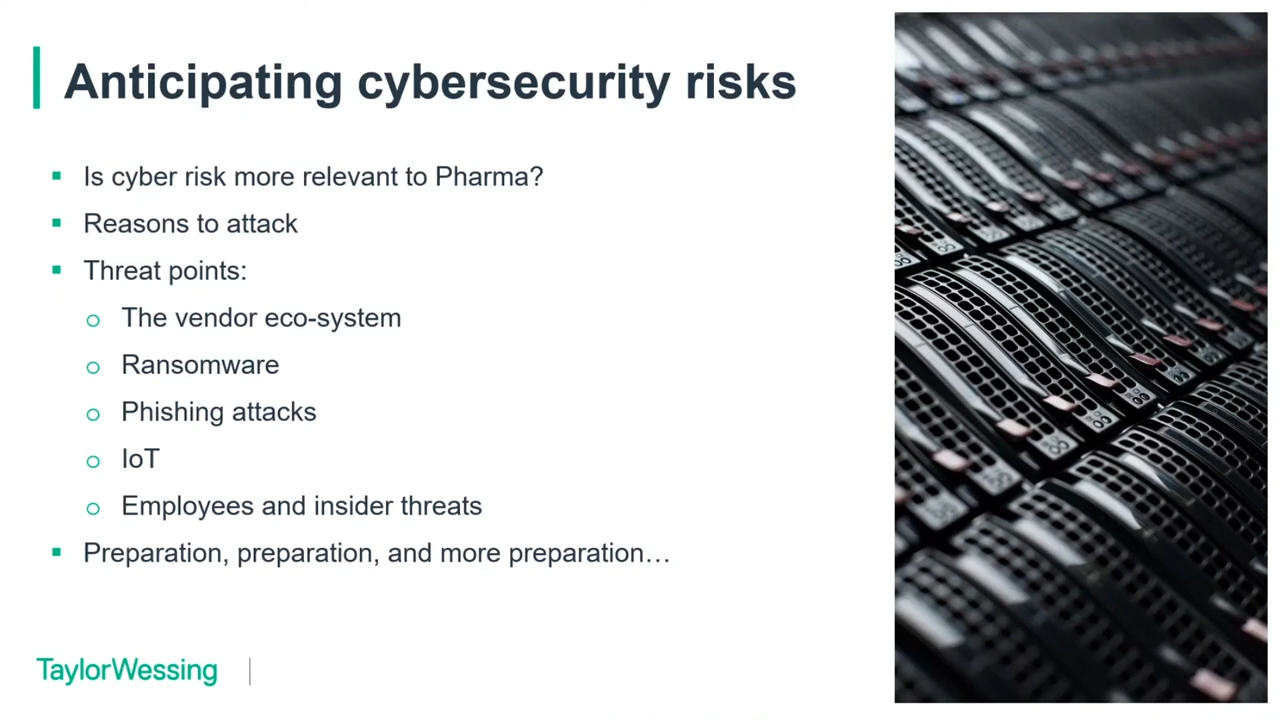 Anticipating cybersecurity risks
Is cyber risk more relevant to Pharma?
Reasons to attack
Threat points:
The vendor eco-system
Ransomware
Phishing attacks
IoT
Employees and insider threats
Preparation, preparation, and more preparation…
TaylorWessing